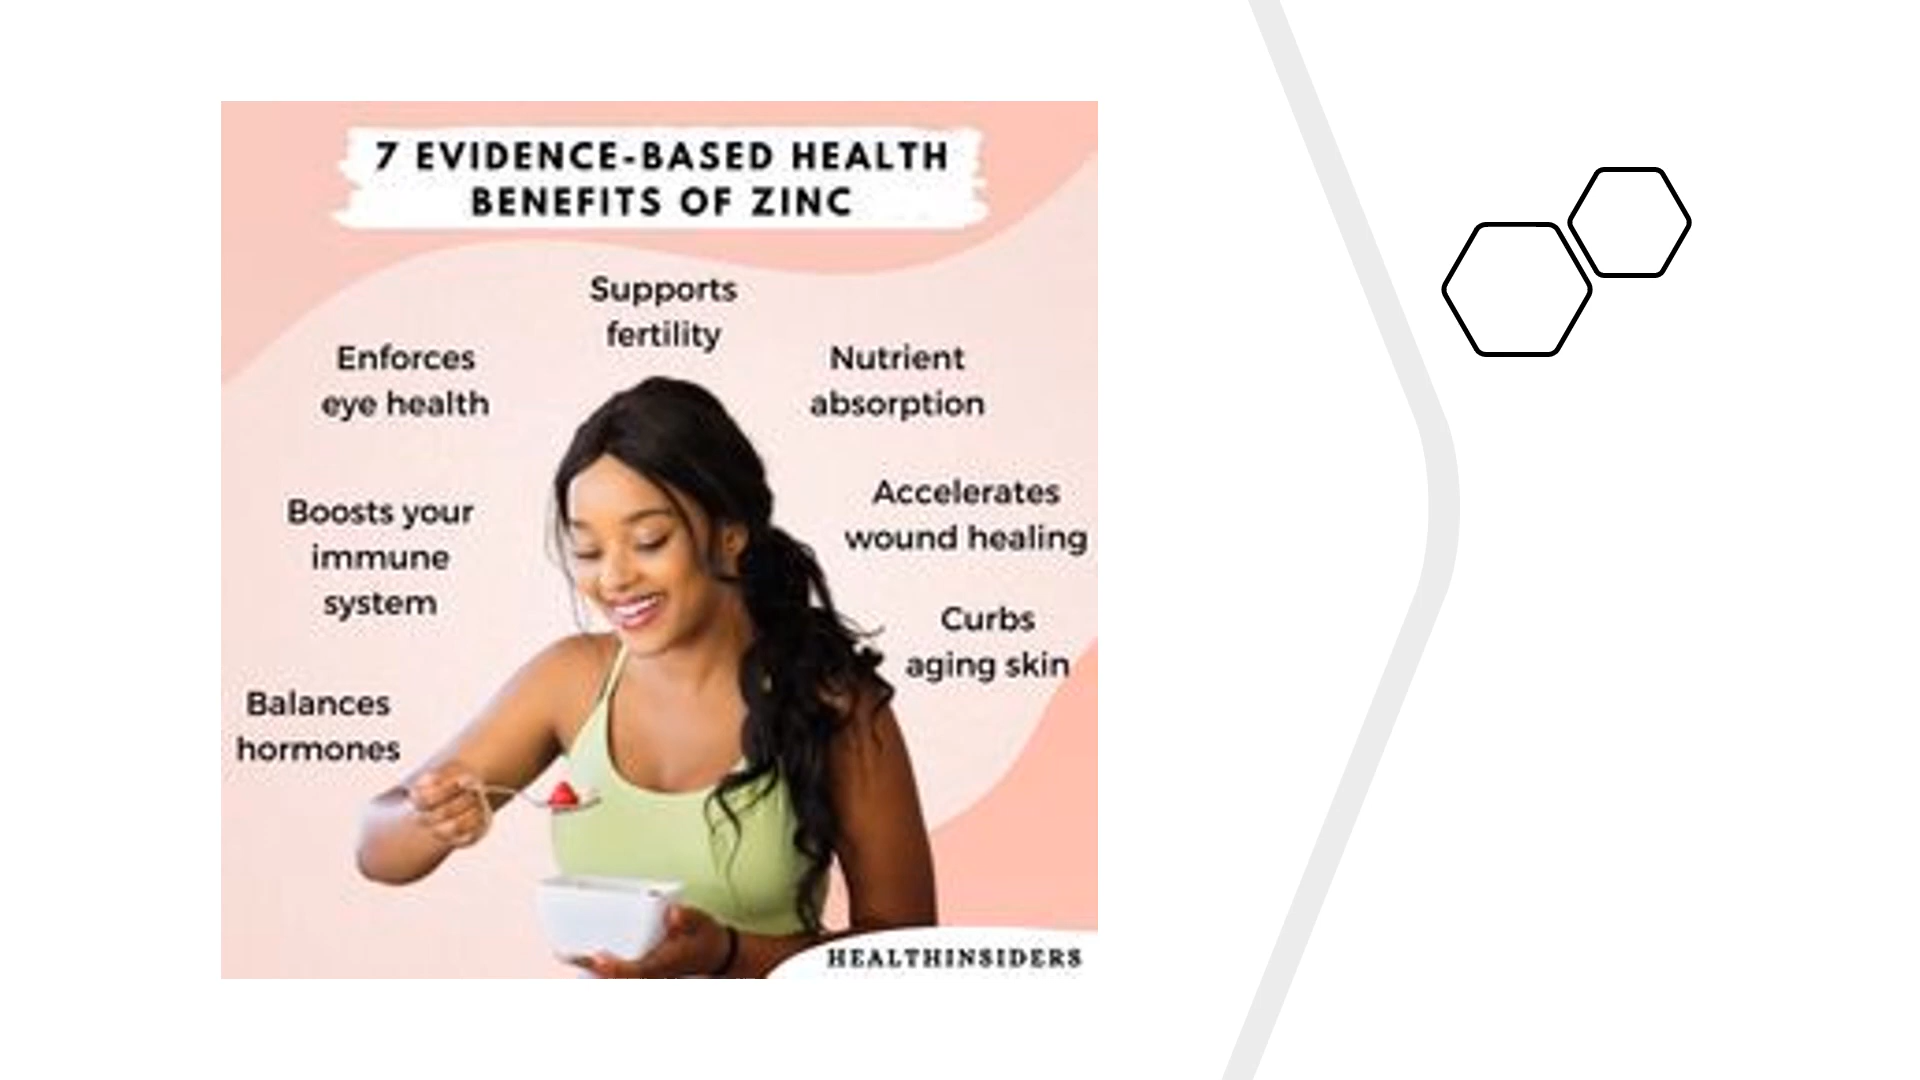 7 EVIDENCE-BASED HEALTH
BENEFITS OF ZINC
Supports
fertility
Enforces
eye health
Nutrient
absorption
Boosts your
immune
system
Accelerates
wound healing
Curbs
aging skin
Balances
hormones
HEALTHINSIDERS